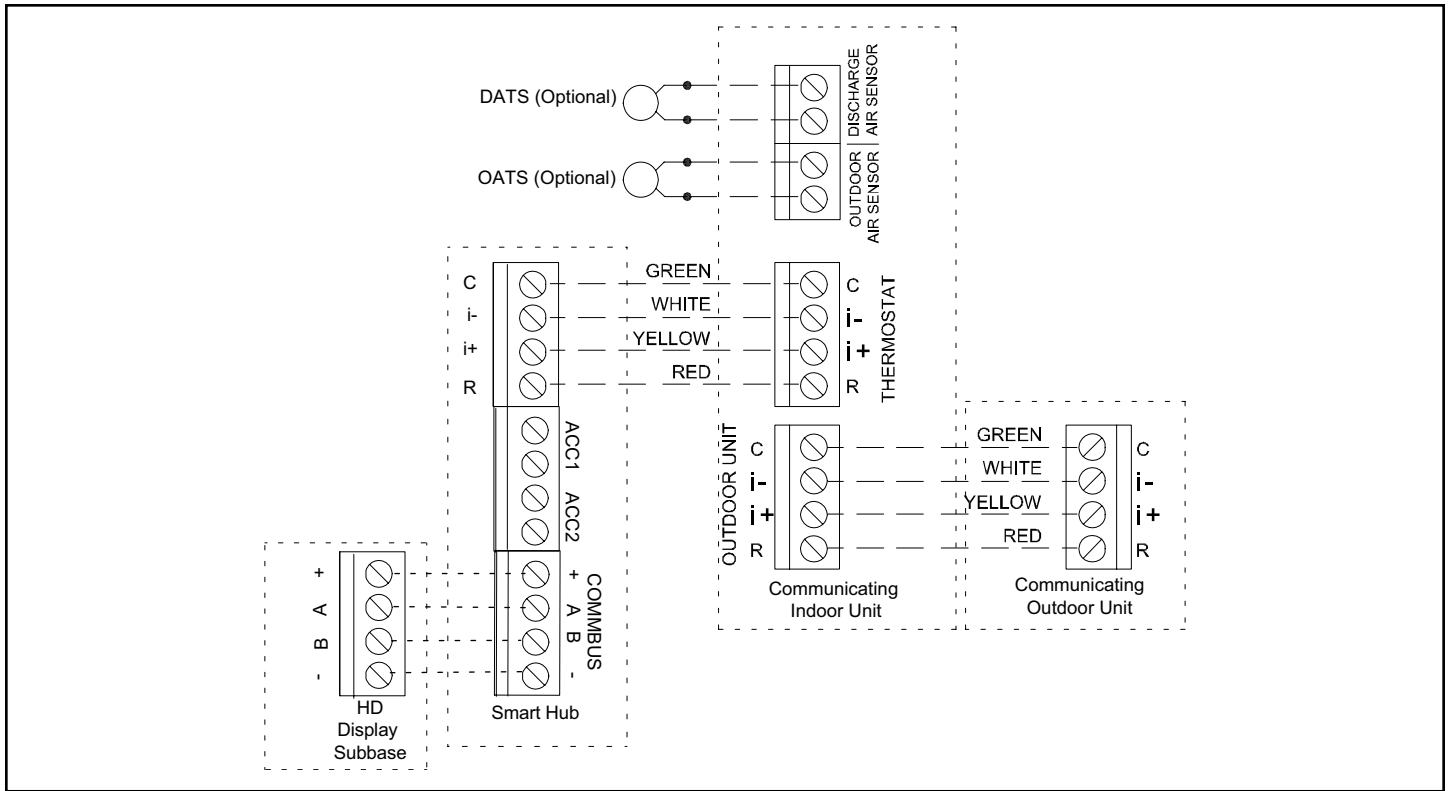 DATS (Optional)
DISCHARGE
AIR SENSOR
OATS (Optional)
OUTDOOR
AIR SENSOR
C
i-
i+
R
GREEN
WHITE
YELLOW
RED
C
i-
i+
R
THERMOSTAT
ACC1
ACC2
OUTDOOR UNIT
C
i-
i+
R
GREEN
WHITE
YELLOW
RED
C
i-
i+
R
Communicating
Indoor Unit
Communicating
Outdoor Unit
+
A
B
-
+
A
B
-
COMMBUS
HD
Display
Subbase
Smart Hub